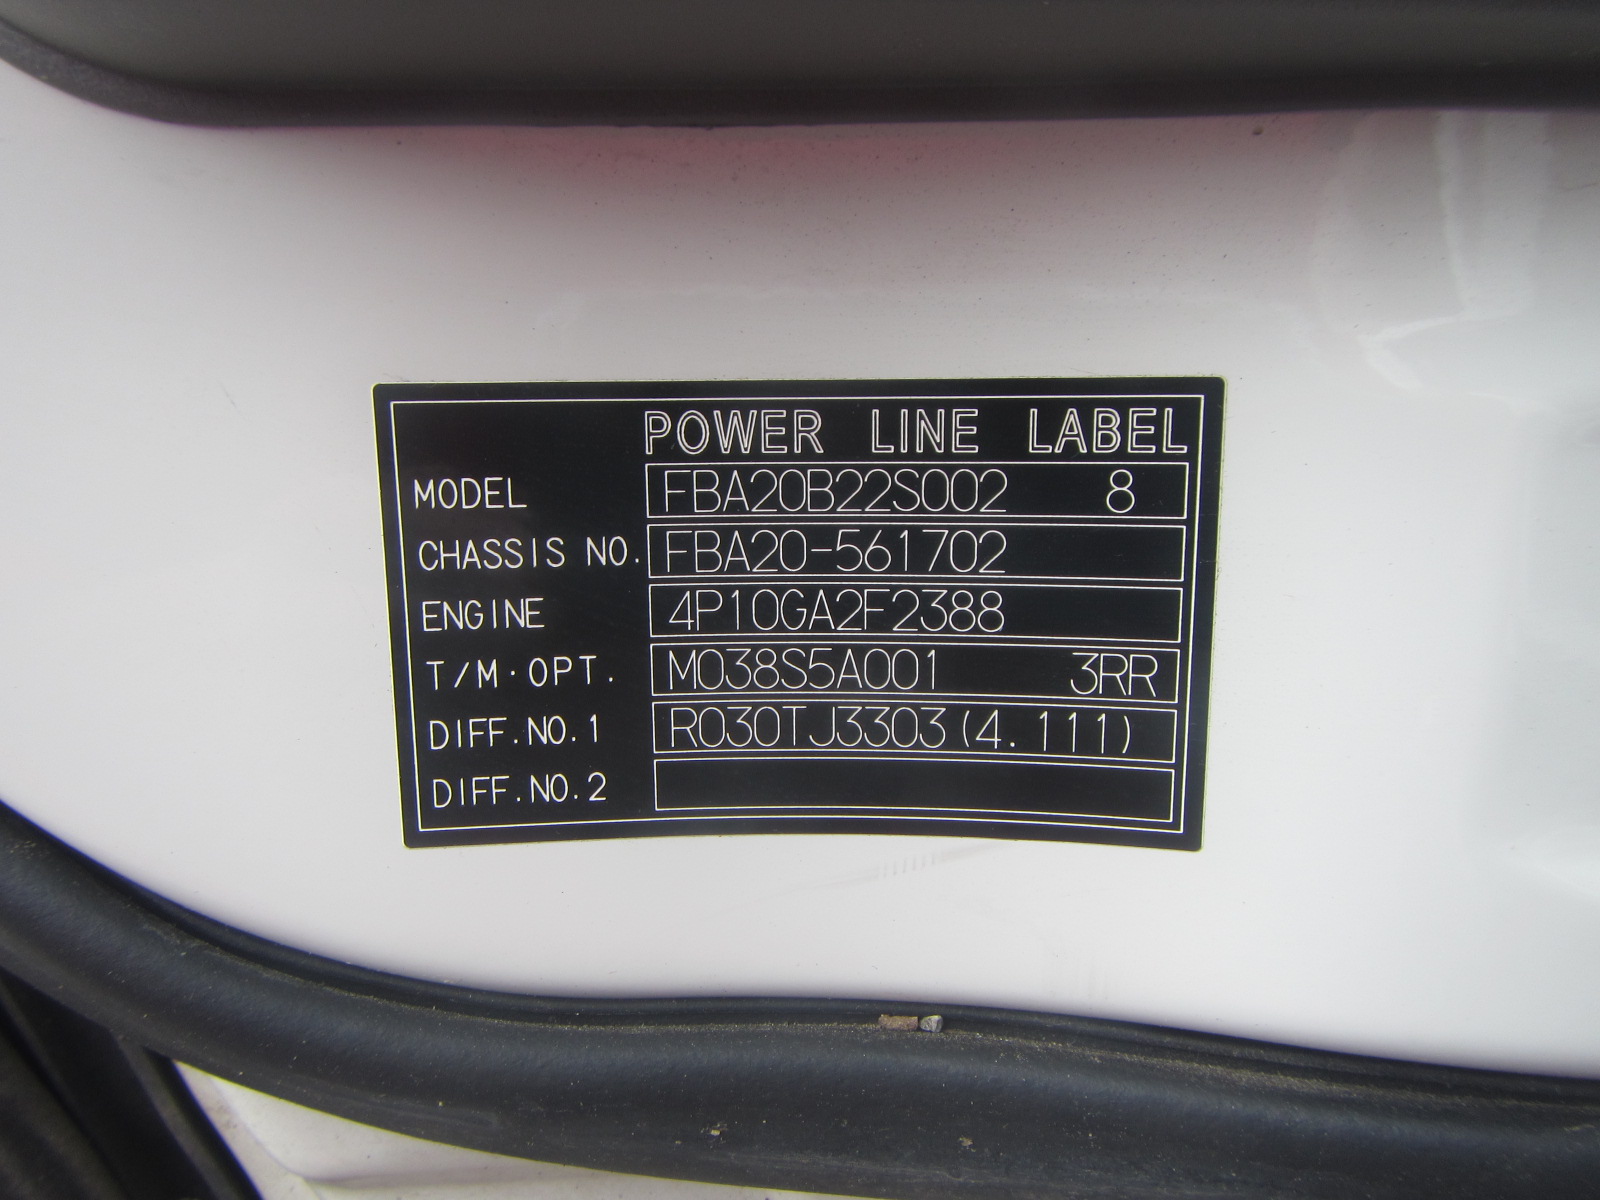 POWER LINE LABEL
MODEL FBA20B22S002 8
CHASSIS NO. FBA20-561702
ENGINE 4P10GA2F2388
T/M·OPT. M038S5A001 3RR
DIFF.NO.1 R030TJ3303(4.111)
DIFF.NO.2